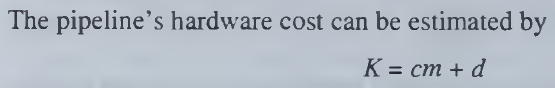 The pipeline’s hardware cost can be estimated by
K = cm + d